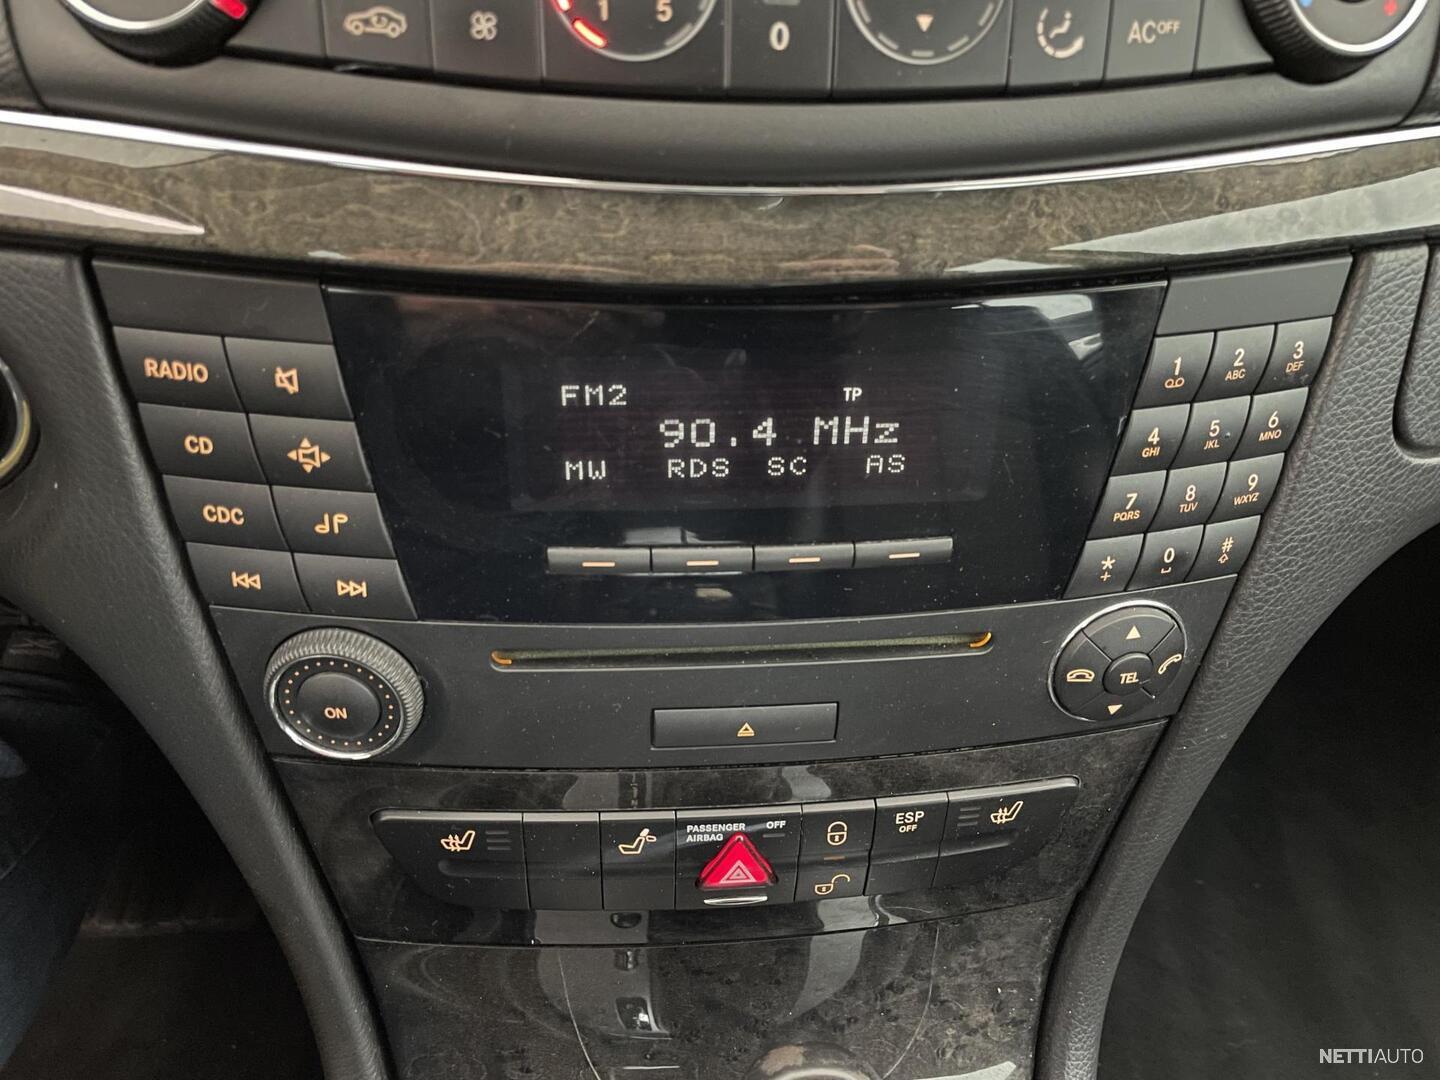 1 5
0
AC OFF
RADIO
CD
CDC
ON
FM2 TP
90.4 MHz
MW RDS SC AS
1
2 ABC
3 DEF
4 GHI
5 JKL
6 MNO
7 PQRS
8 TUV
9 WXYZ
*
+
0
#
TEL
PASSENGER AIRBAG OFF
ESP OFF
NETTIAUTO